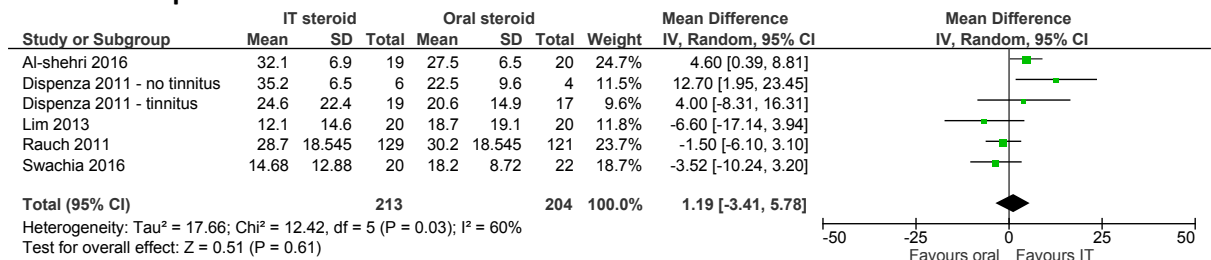 IT steroid Oral steroid Mean Difference Mean Difference
Study or Subgroup Mean SD Total Mean SD Total Weight IV, Random, 95% CI IV, Random, 95% CI
Al-shehri 2016 32.1 6.9 19 27.5 6.5 20 24.7% 4.60 [0.39, 8.81]
Dispenza 2011 - no tinnitus 35.2 6.5 6 22.5 9.6 4 11.5% 12.70 [1.95, 23.45]
Dispenza 2011 - tinnitus 24.6 22.4 19 20.6 14.9 17 9.6% 4.00 [-8.31, 16.31]
Lim 2013 12.1 14.6 20 18.7 19.1 20 11.8% -6.60 [-17.14, 3.94]
Rauch 2011 28.7 18.545 129 30.2 18.545 121 23.7% -1.50 [-6.10, 3.10]
Swachia 2016 14.68 12.88 20 18.2 8.72 22 18.7% -3.52 [-10.24, 3.20]
Total (95% CI) 213 204 100.0% 1.19 [-3.41, 5.78]
Heterogeneity: Tau² = 17.66; Chi² = 12.42, df = 5 (P = 0.03); I² = 60%
Test for overall effect: Z = 0.51 (P = 0.61)
-50 -25 0 25 50
Favours oral Favours IT